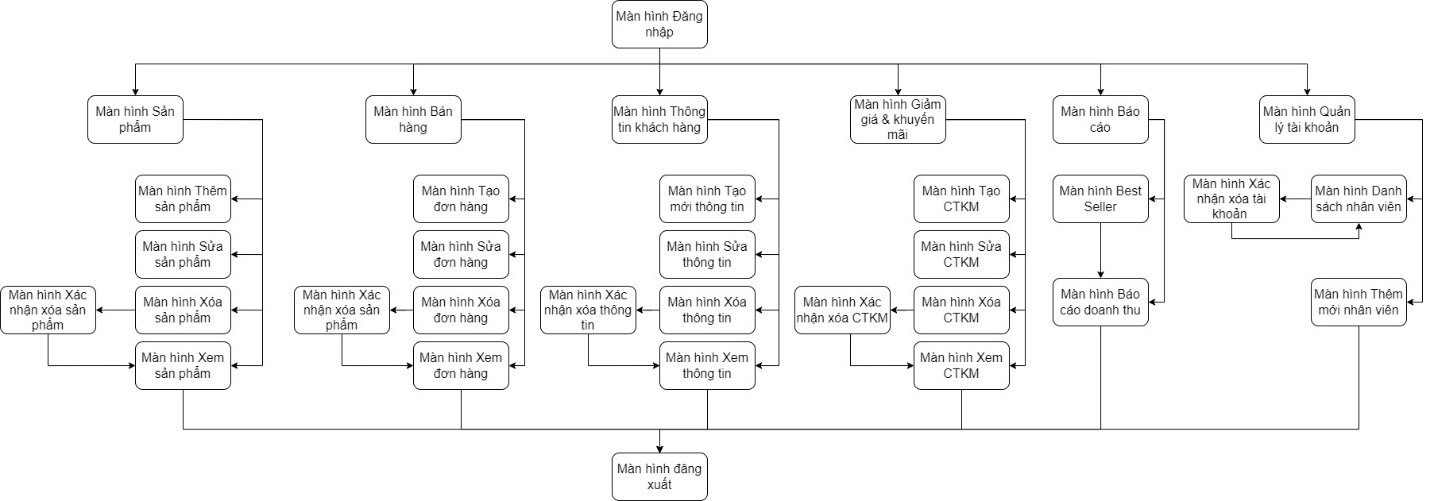 Màn hình Đăng
nhập
Màn hình Sản
phẩm
Màn hình Bán
hàng
Màn hình Thông
tin khách hàng
Màn hình Giảm
giá & khuyến
mãi
Màn hình Báo
cáo
Màn hình Quản
lý tài khoản
Màn hình Thêm
sản phẩm
Màn hình Tạo
đơn hàng
Màn hình Tạo
mới thông tin
Màn hình Tạo
CTKM
Màn hình Best
Seller
Màn hình Xác
nhận xóa tài
khoản
Màn hình Danh
sách nhân viên
Màn hình Sửa
sản phẩm
Màn hình Sửa
đơn hàng
Màn hình Sửa
thông tin
Màn hình Sửa
CTKM
Màn hình Xác
nhận xóa sản
phẩm
Màn hình Xóa
sản phẩm
Màn hình Xác
nhận xóa sản
phẩm
Màn hình Xóa
đơn hàng
Màn hình Xác
nhận xóa thông
tin
Màn hình Xóa
thông tin
Màn hình Xác
nhận xóa CTKM
Màn hình Xóa
CTKM
Màn hình Báo
cáo doanh thu
Màn hình Thêm
mới nhân viên
Màn hình Xem
sản phẩm
Màn hình Xem
đơn hàng
Màn hình Xem
thông tin
Màn hình Xem
CTKM
Màn hình đăng
xuất